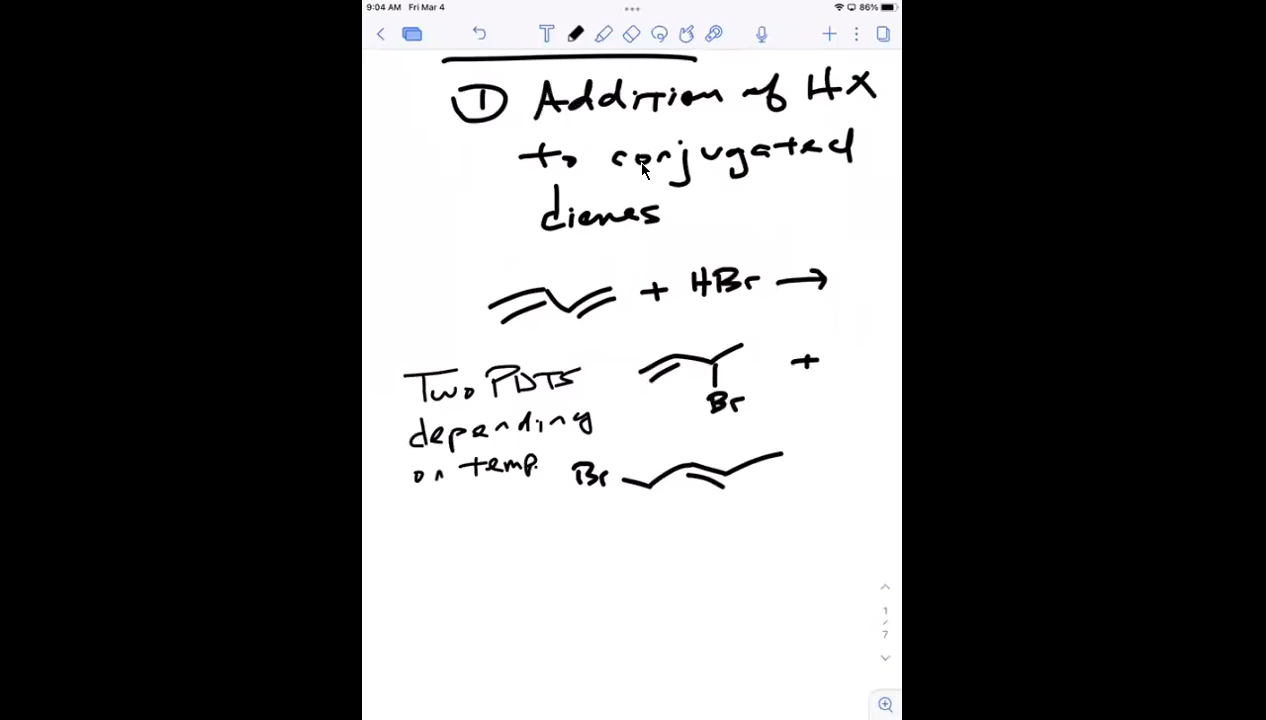 9:04 AM Fri Mar 4
86%
① Addition of HX
to conjugated
dienes
+ HBr →
Two PDTS
depending
on temp.
+
Br
Br
1
/
7